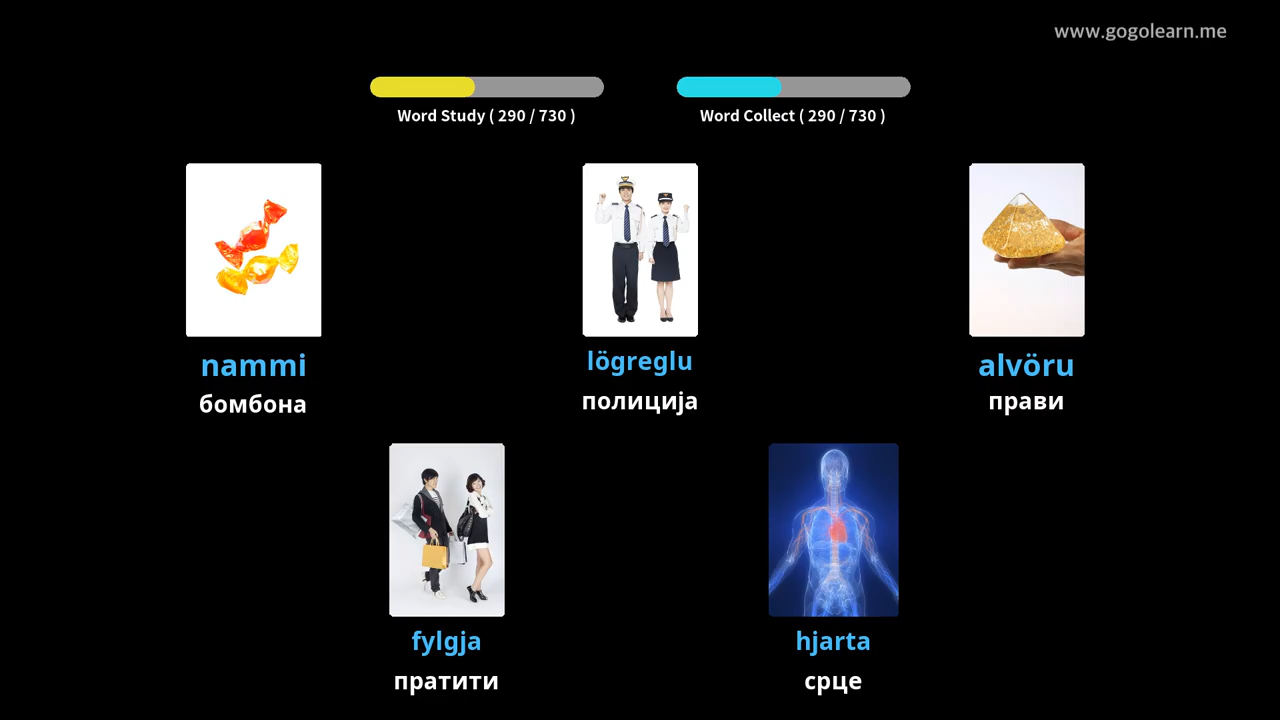 www.gogolearn.me
Word Study ( 290 / 730 )
Word Collect ( 290 / 730 )
nammi
бомбона
lögreglu
полиција
alvöru
прави
fylgja
пратити
hjarta
срце